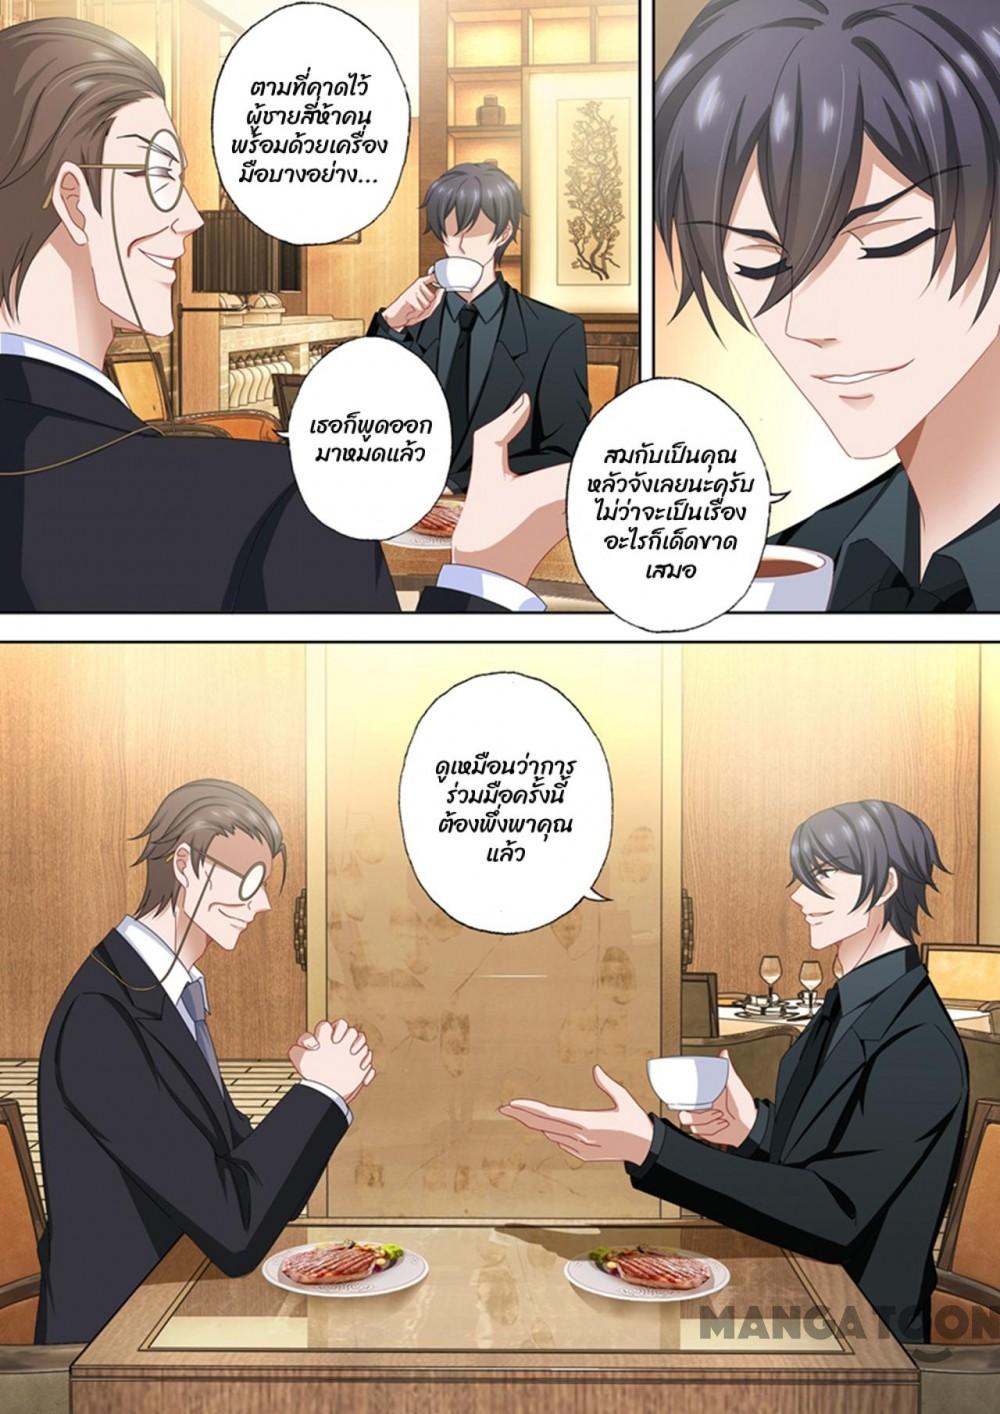 ตามที่คาดไว้
ผู้ชายสี่ห้าคน
พร้อมด้วยเครื่อง
มือบางอย่าง...
เธอก็พูดออก
มาหมดแล้ว
สมกับเป็นคุณ
หลัวจังเลยนะครับ
ไม่ว่าจะเป็นเรื่อง
อะไรก็เด็ดขาด
เสมอ
ดูเหมือนว่าการ
ร่วมมือครั้งนี้
ต้องพึ่งพาคุณ
แล้ว
MANGATOON